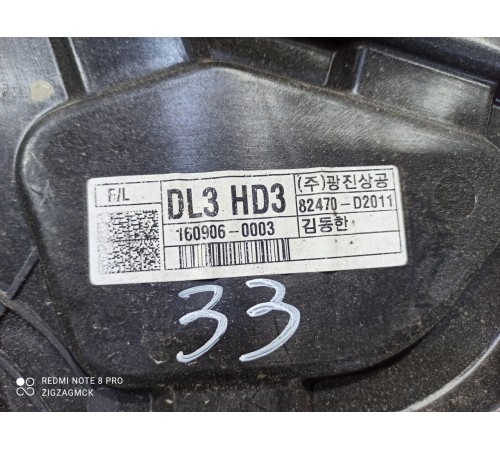 F/L
DL3 HD3
(주)광진상공
82470-D2011
160906-0003
김동한
33
REDMI NOTE 8 PRO
ZIGZAGMCK